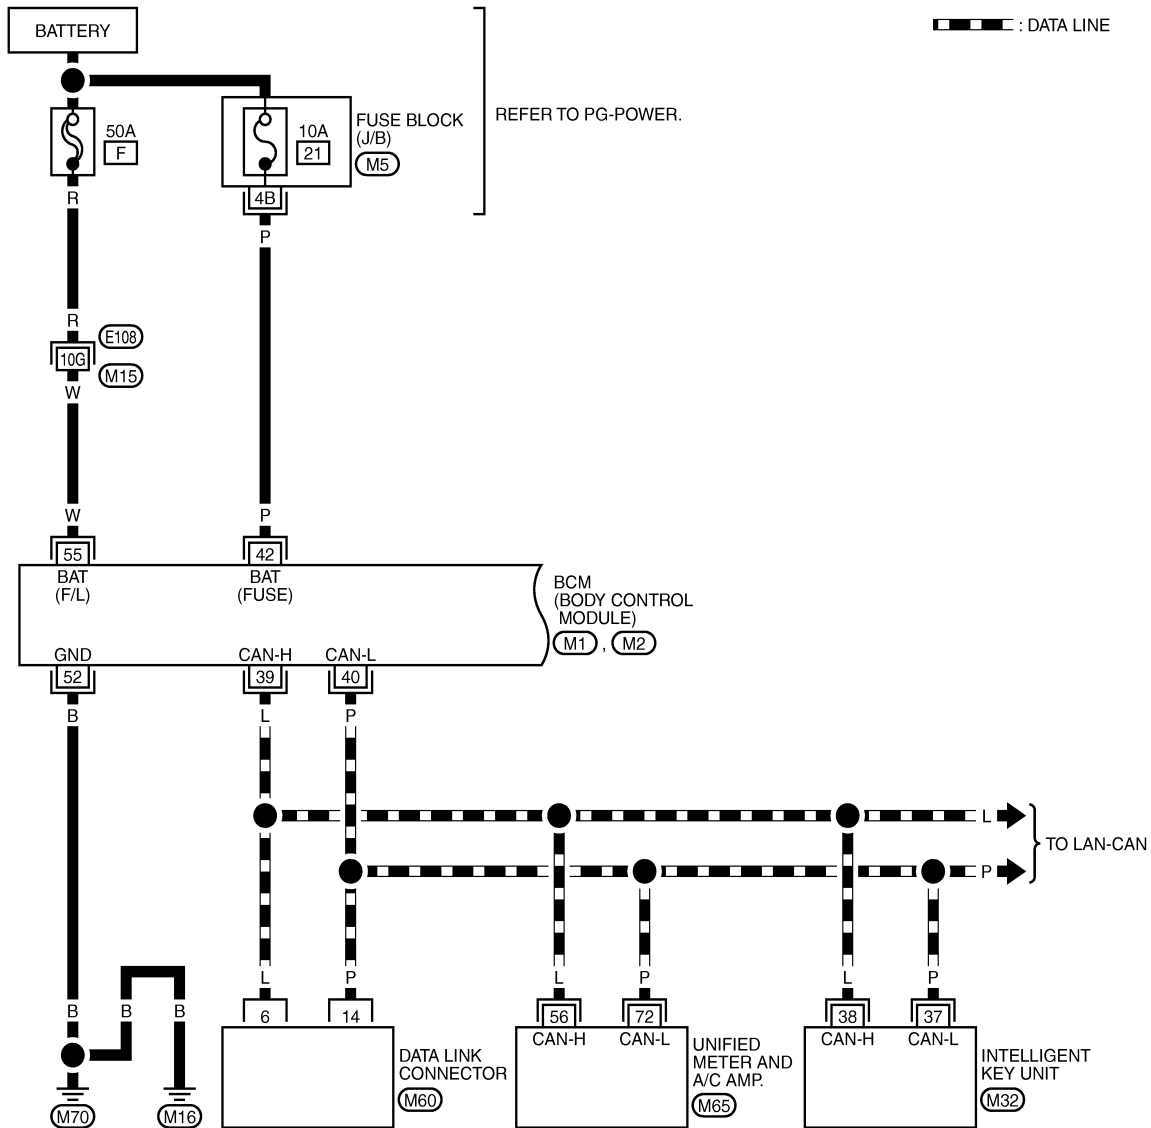 BATTERY
: DATA LINE
50A
F
10A
21
FUSE BLOCK
(J/B)
M5
REFER TO PG-POWER.
4B
R
P
R
E108
10G
M15
W
W
P
55
42
BAT
(F/L)
BAT
(FUSE)
BCM
(BODY CONTROL
MODULE)
M1 , M2
GND
CAN-H
CAN-L
52
39
40
B
L
P
L
TO LAN-CAN
P
L
P
L
P
L
P
B
B
B
6
14
56
72
38
37
CAN-H
CAN-L
CAN-H
CAN-L
DATA LINK
CONNECTOR
M60
UNIFIED
METER AND
A/C AMP.
M65
INTELLIGENT
KEY UNIT
M32
M70
M16